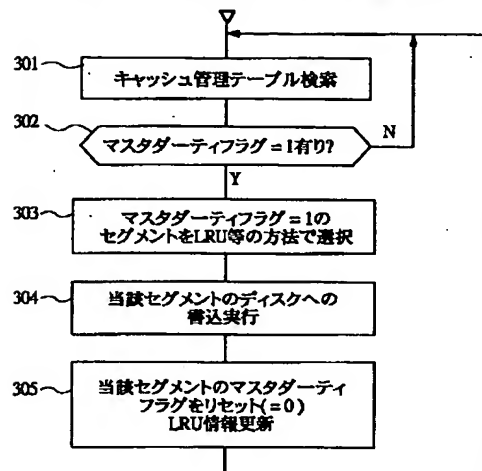 301
キャッシュ管理テーブル検索
302
マスタダーティフラグ=1有り?
N
Y
303
マスタダーティフラグ=1の
セグメントをLRU等の方法で選択
304
当該セグメントのディスクへの
書込実行
305
当該セグメントのマスタダーティ
フラグをリセット(=0)
LRU情報更新